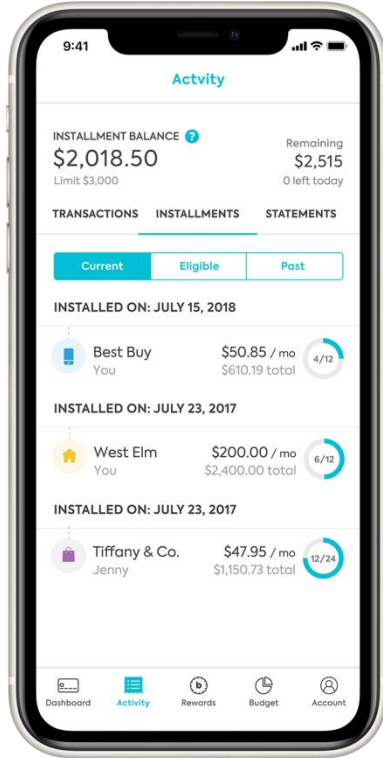 9:41
Actvity
INSTALLMENT BALANCE ?
Remaining
$2,018.50
$2,515
Limit $3,000
0 left today
TRANSACTIONS INSTALLMENTS STATEMENTS
Current Eligible Past
INSTALLED ON: JULY 15, 2018
Best Buy $50.85 / mo
You $610.19 total
4/12
INSTALLED ON: JULY 23, 2017
West Elm $200.00 / mo
You $2,400.00 total
6/12
INSTALLED ON: JULY 23, 2017
Tiffany & Co. $47.95 / mo
Jenny $1,150.73 total
12/24
b
Dashboard Activity Rewards Budget Account